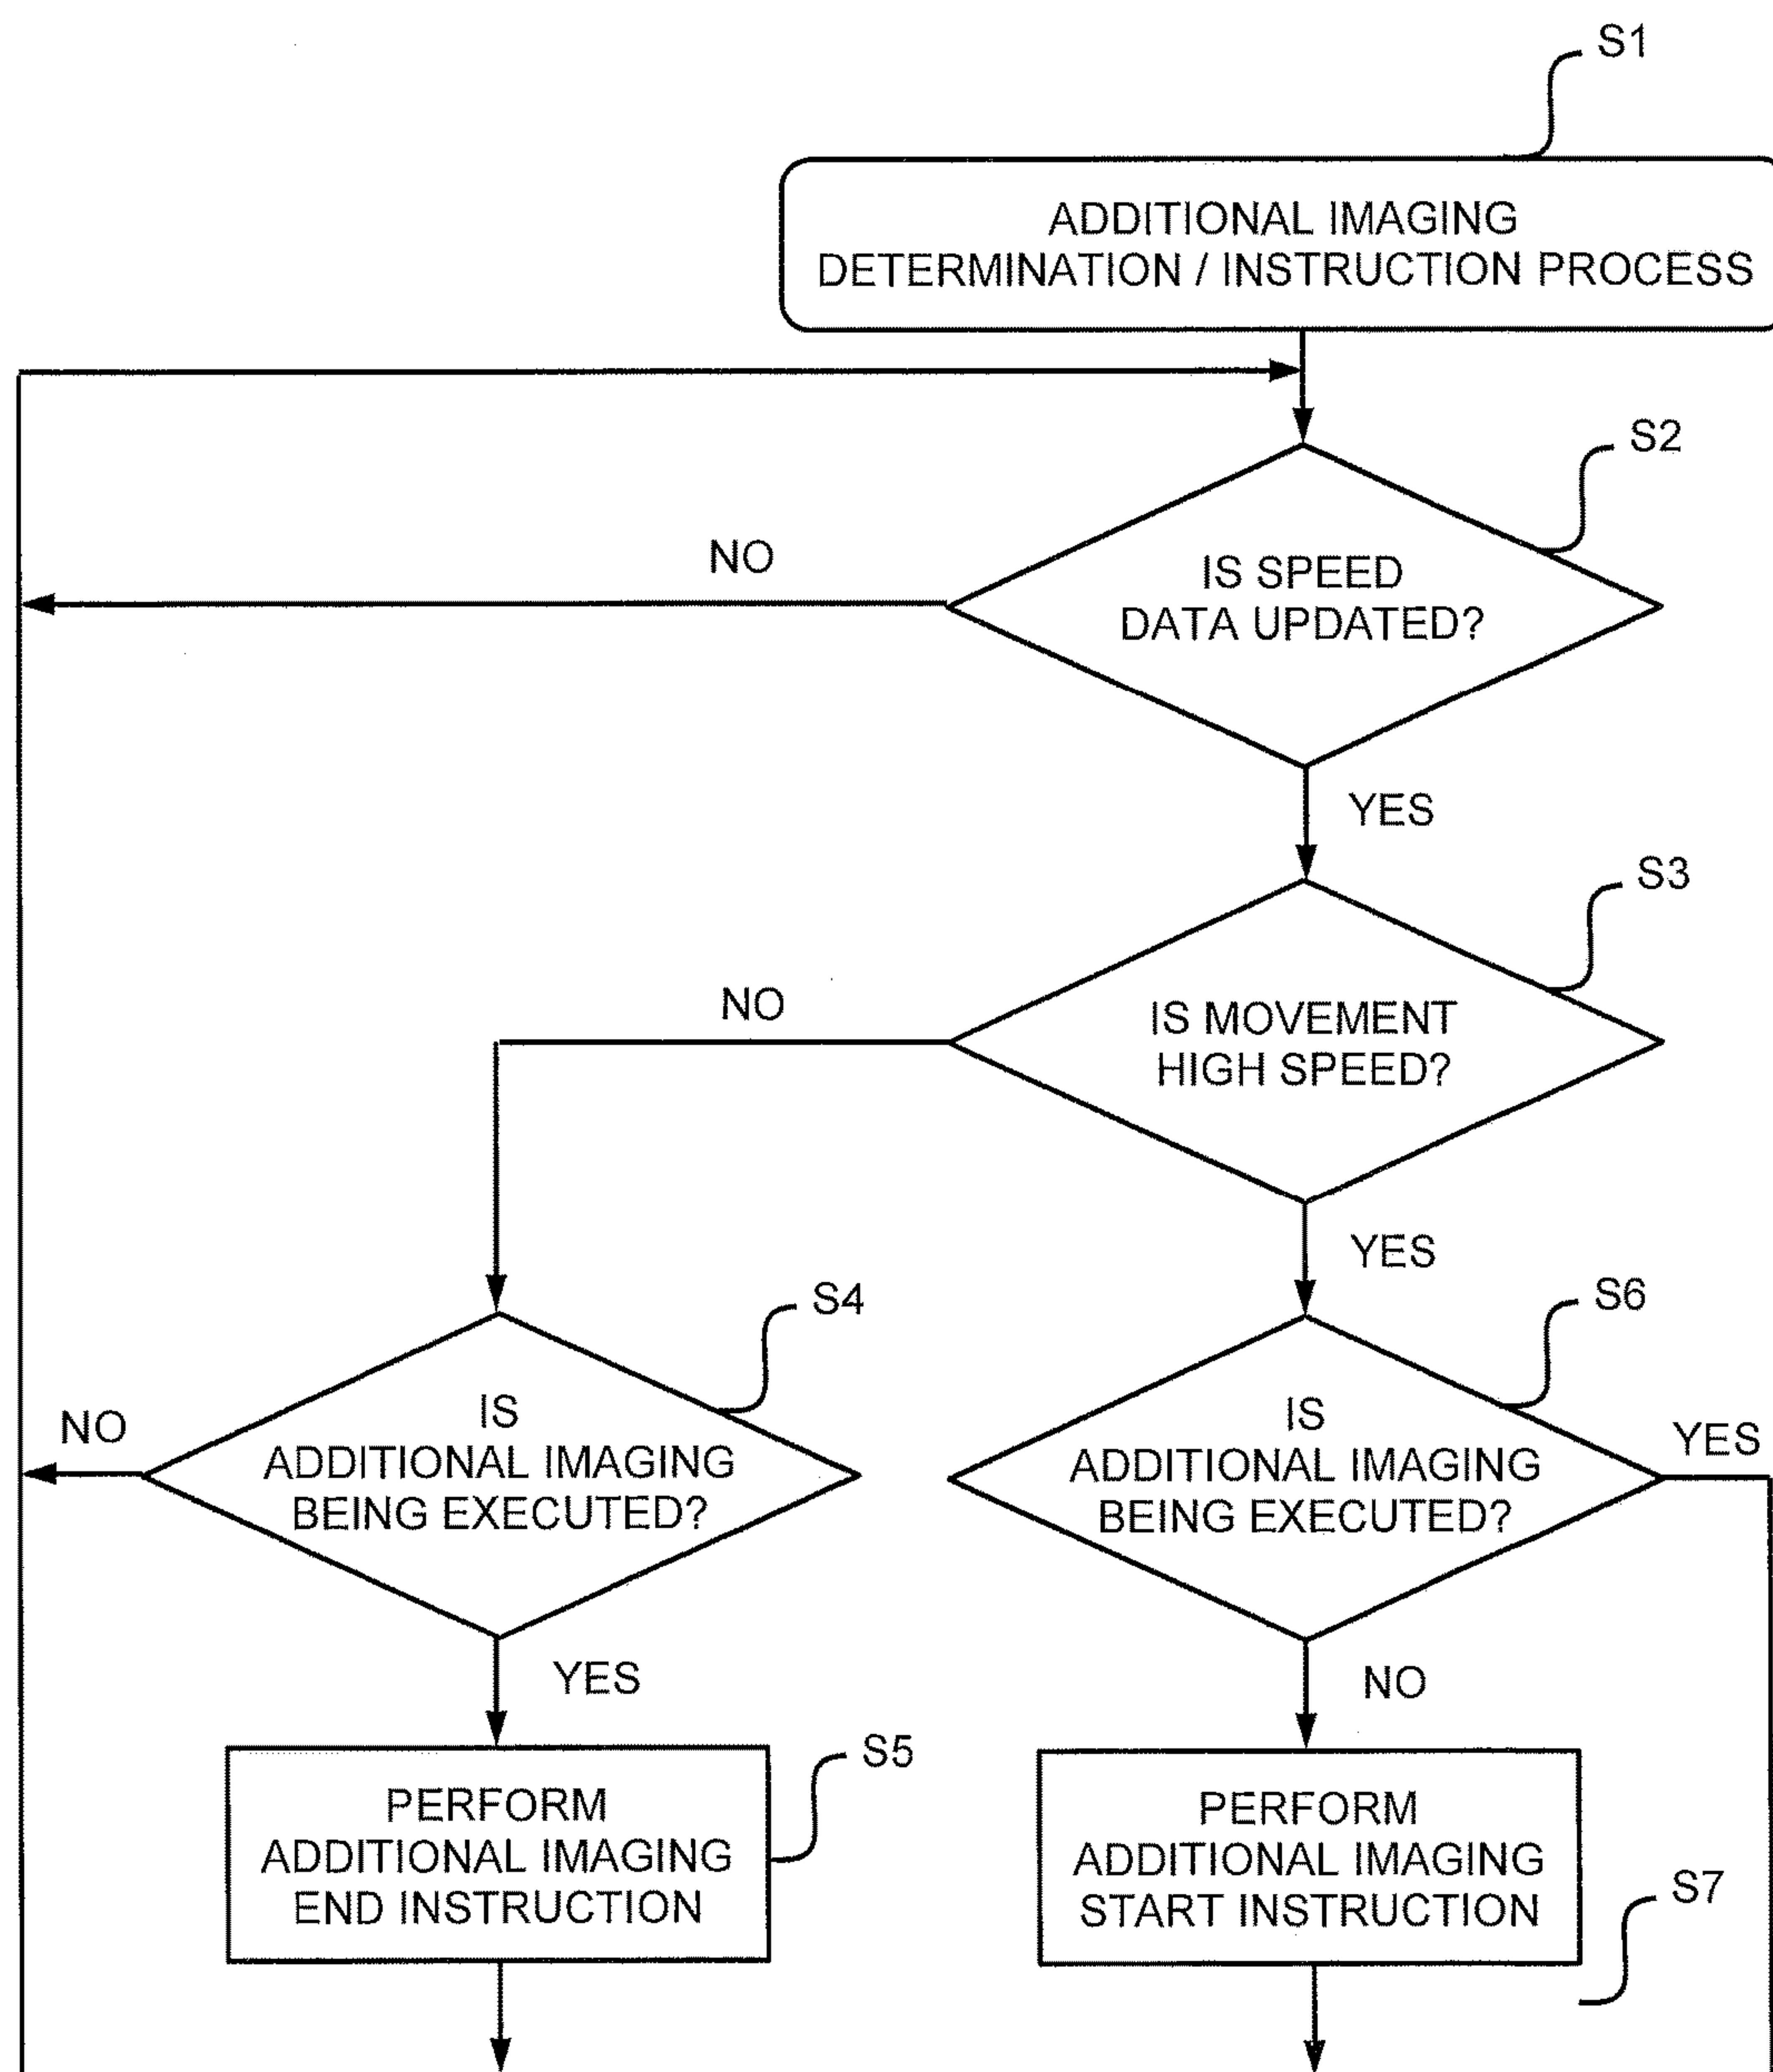 S1
ADDITIONAL IMAGING
DETERMINATION / INSTRUCTION PROCESS
S2
NO
IS SPEED
DATA UPDATED?
YES
S3
NO
IS MOVEMENT
HIGH SPEED?
YES
S4
S6
NO
IS
ADDITIONAL IMAGING
BEING EXECUTED?
IS
ADDITIONAL IMAGING
BEING EXECUTED?
YES
YES
NO
S5
PERFORM
ADDITIONAL IMAGING
END INSTRUCTION
PERFORM
ADDITIONAL IMAGING
START INSTRUCTION
S7